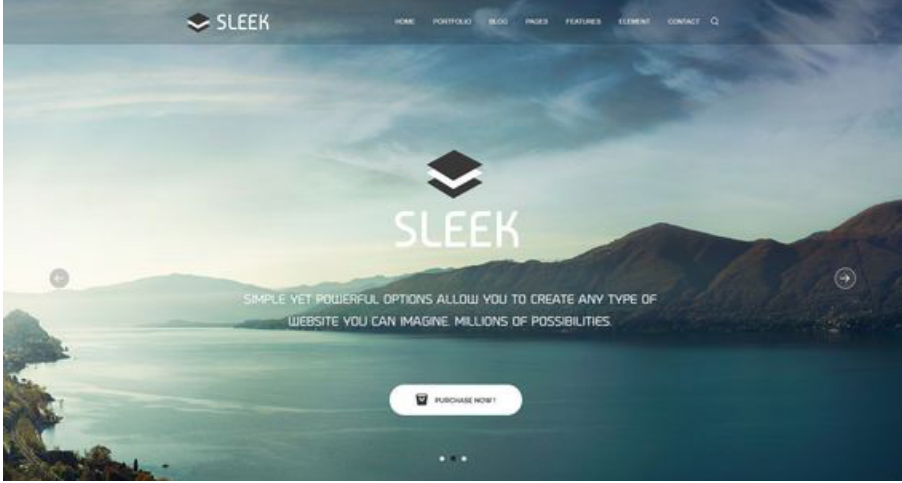 SLEEK
HOME PORTFOLIO BLOG PAGES FEATURES ELEMENT CONTACT
SLEEK
SIMPLE YET POWERFUL OPTIONS ALLOW YOU TO CREATE ANY TYPE OF
WEBSITE YOU CAN IMAGINE. MILLIONS OF POSSIBILITIES.
PURCHASE NOW!